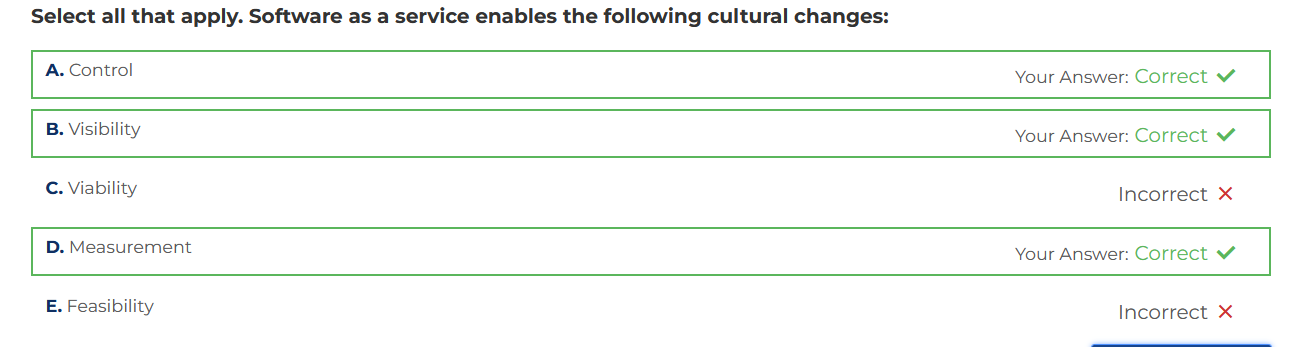 Select all that apply. Software as a service enables the following cultural changes:
A. Control Your Answer: Correct
B. Visibility Your Answer: Correct
C. Viability Incorrect
D. Measurement Your Answer: Correct
E. Feasibility Incorrect